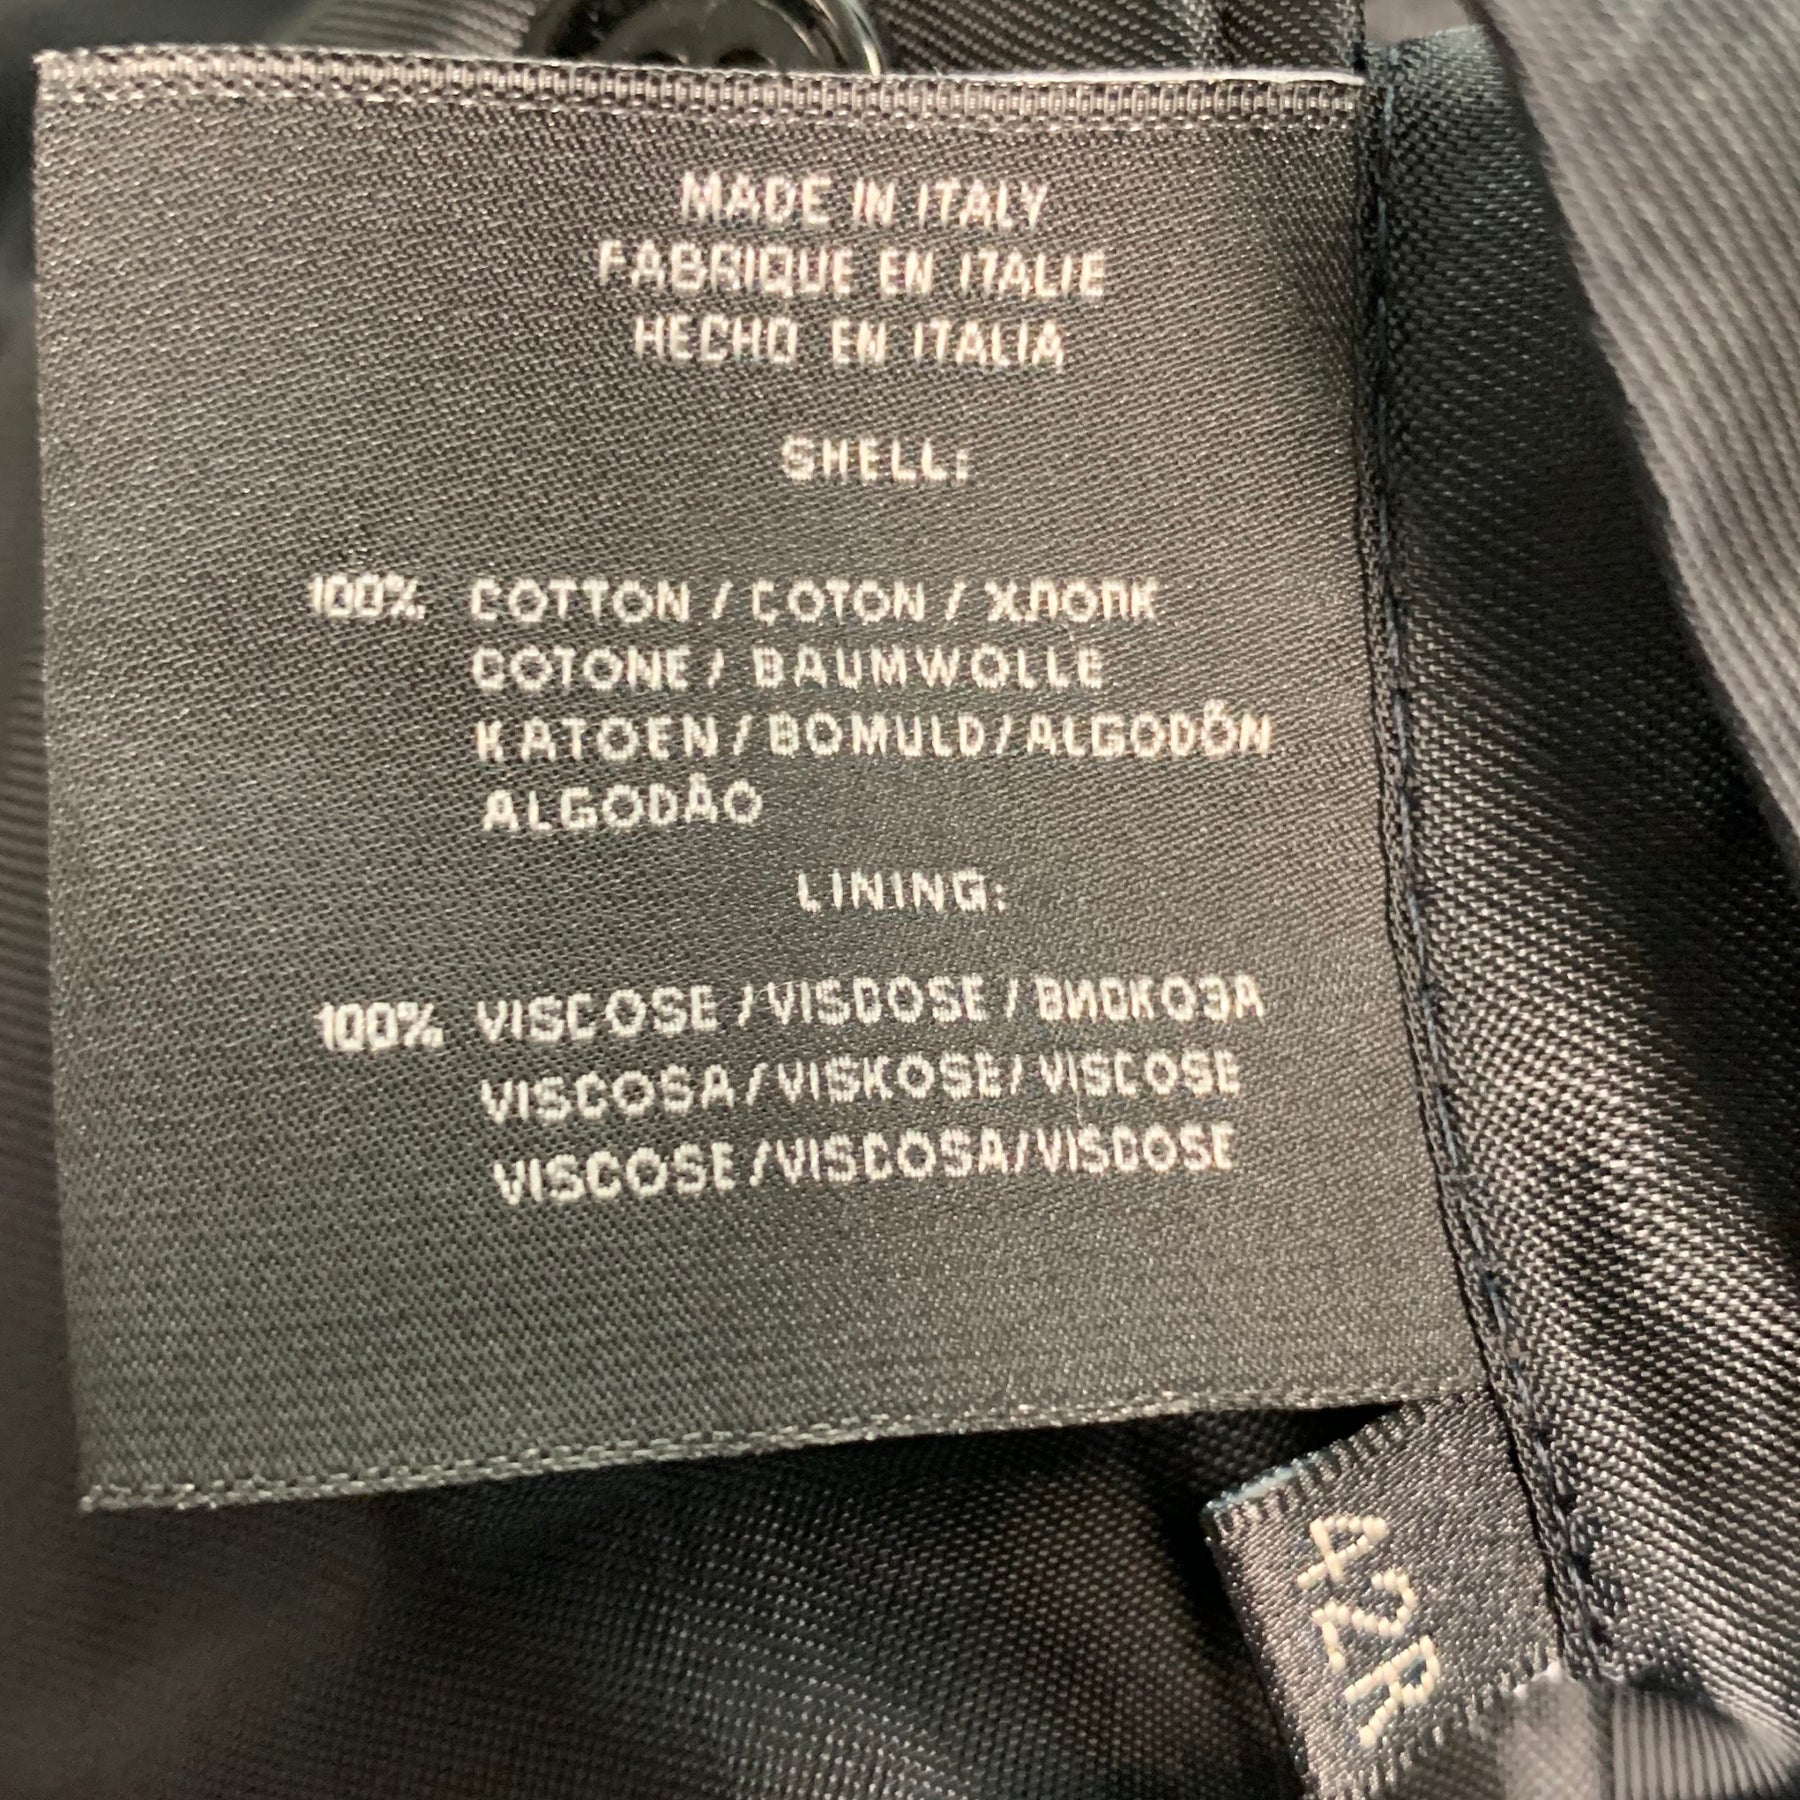 MADE IN ITALY
FABRIQUE EN ITALIE
HECHO EN ITALIA
SHELL:
100% COTTON / COTON / ХЛОПК
COTONE / BAUMWOLLE
KATOEN / BOMULD / ALGODÓN
ALGODÃO
LINING:
100% VISCOSE / VISCOSE / ВИСКОЗА
VISCOSA / VISKOSE / VISCOSE
VISCOSE / VISCOSA / VISCOSE
42R